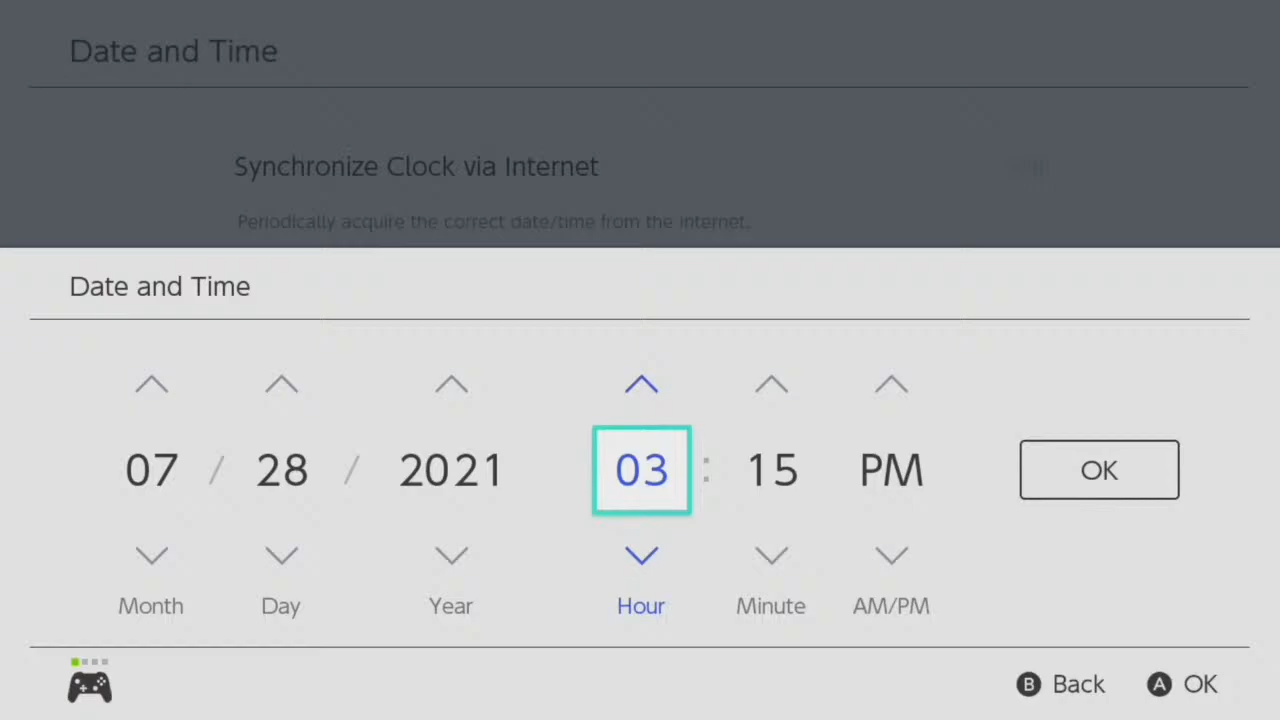 Date and Time
Synchronize Clock via Internet
Periodically acquire the correct date/time from the internet.
Date and Time
07 / 28 / 2021 03 : 15 PM OK
Month Day Year Hour Minute AM/PM
B Back A OK